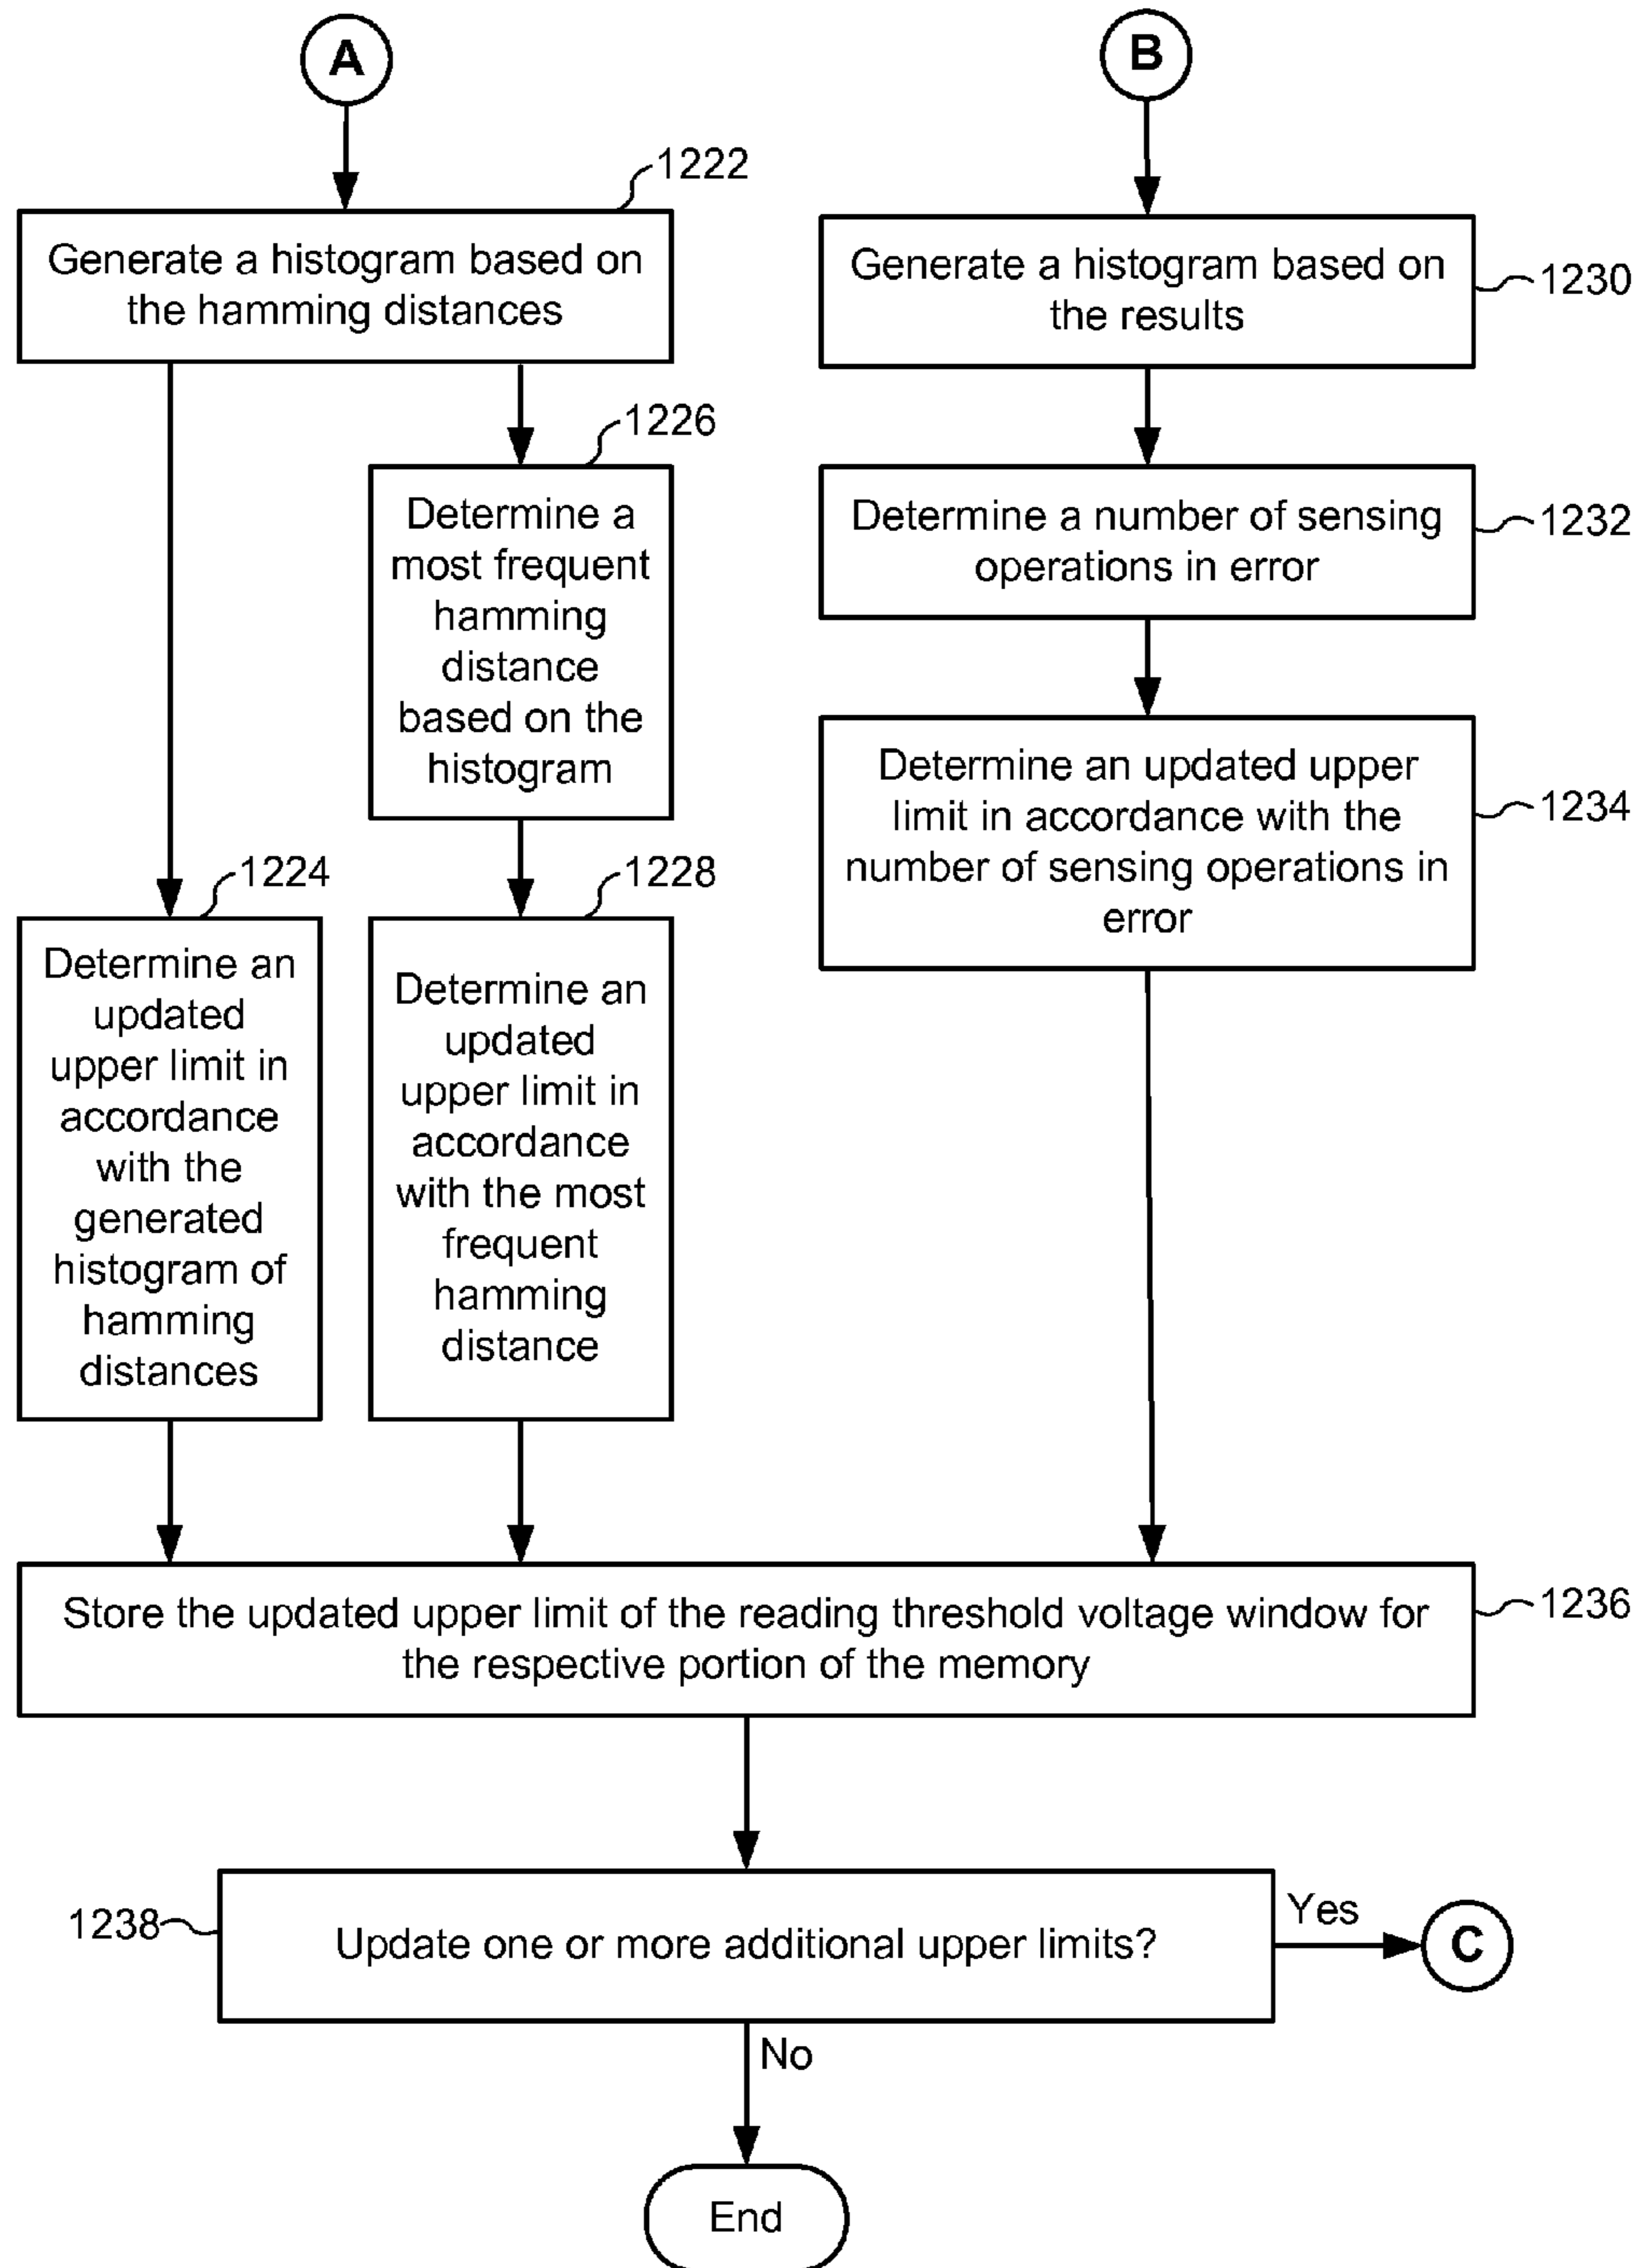 A
B
1222
Generate a histogram based on
the hamming distances
Generate a histogram based on
the results
1230
1226
Determine a
most frequent
hamming
distance
based on the
histogram
Determine a number of sensing
operations in error
1232
Determine an updated upper
limit in accordance with the
number of sensing operations in
error
1234
1224
Determine an
updated
upper limit in
accordance
with the
generated
histogram of
hamming
distances
1228
Determine an
updated
upper limit in
accordance
with the most
frequent
hamming
distance
Store the updated upper limit of the reading threshold voltage window for
the respective portion of the memory
1236
1238
Update one or more additional upper limits?
Yes
C
No
End